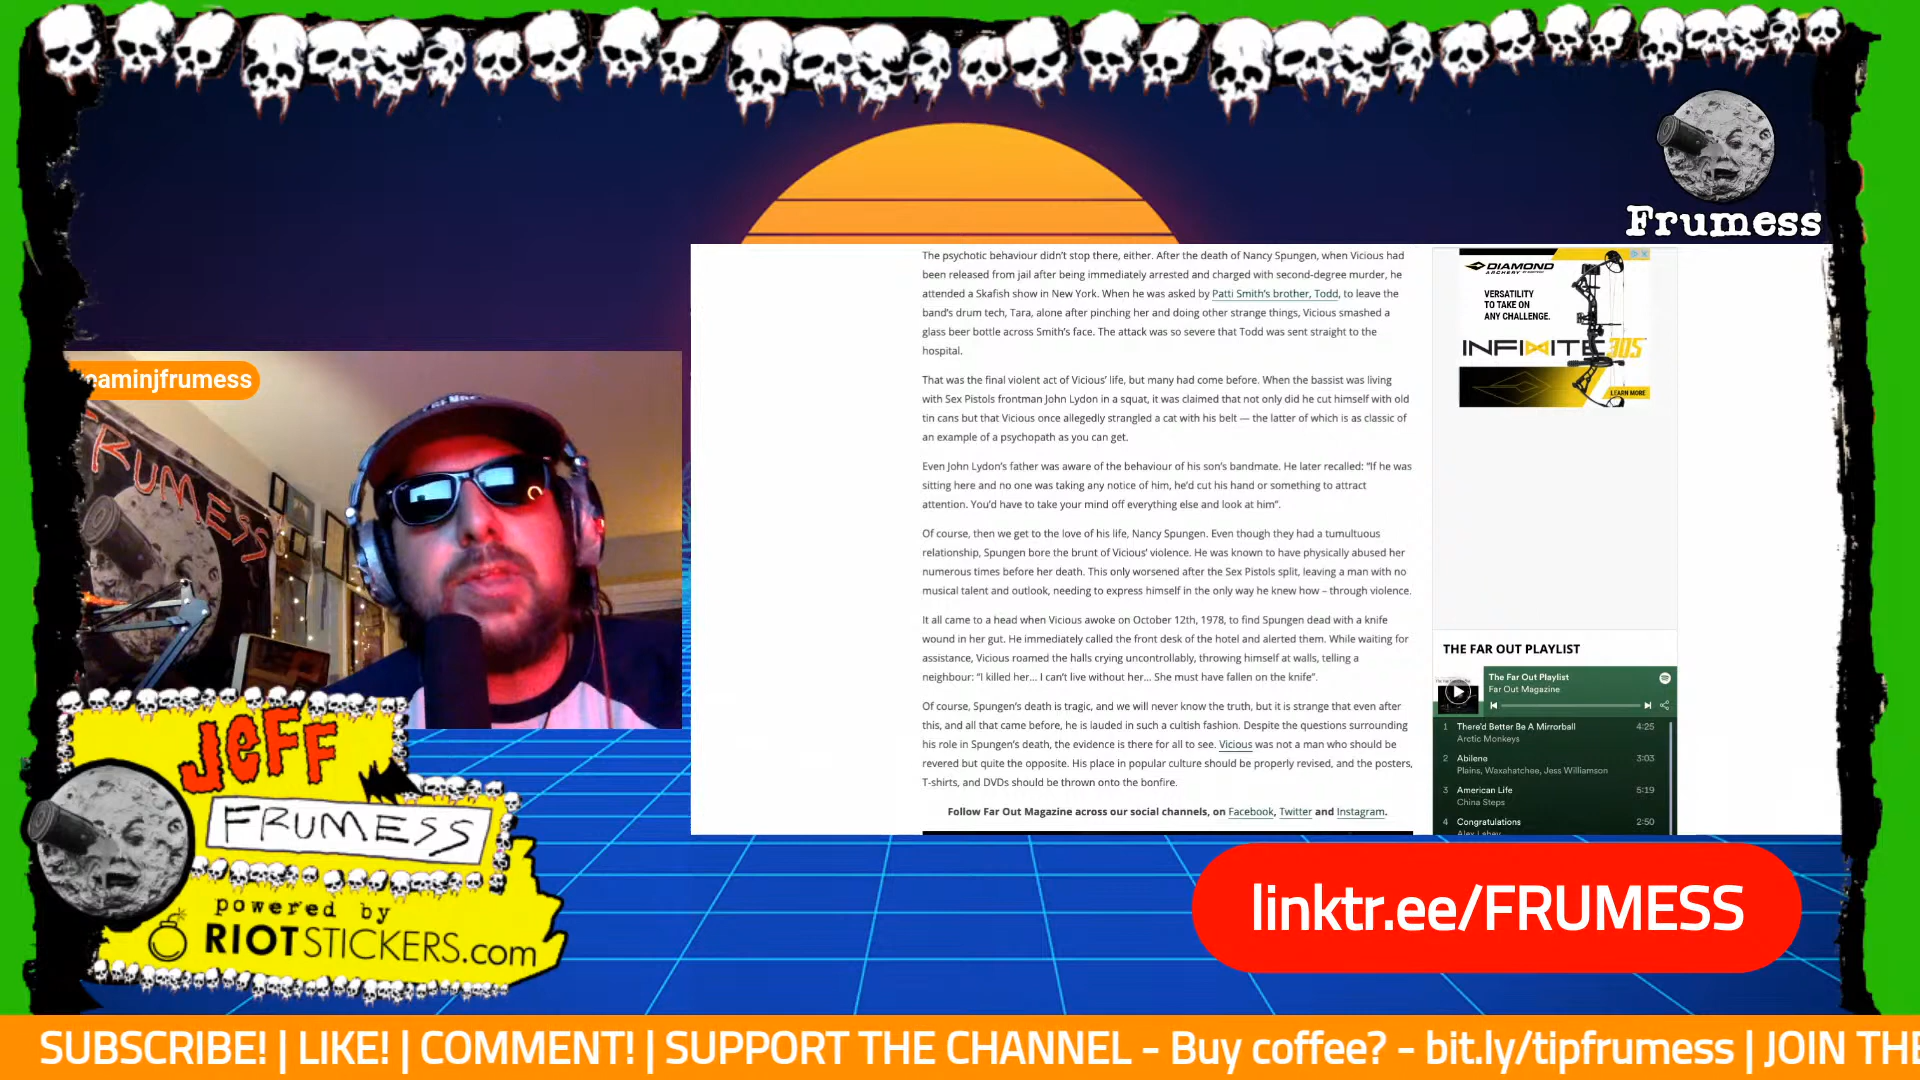 Frumess
caminjfrumess
FRUMESS
The psychotic behaviour didn't stop there, either. After the death of Nancy Spungen, when Vicious had
been released from jail after being immediately arrested and charged with second-degree murder, he
attended a Skafish show in New York. When he was asked by Patti Smith's brother, Todd, to leave the
band's drum tech, Tara, alone after pinching her and doing other strange things, Vicious smashed a
glass beer bottle across Smith's face. The attack was so severe that Todd was sent straight to the
hospital.
That was the final violent act of Vicious' life, but many had come before. When the bassist was living
with Sex Pistols frontman John Lydon in a squat, it was claimed that not only did he cut himself with old
tin cans but that Vicious once allegedly strangled a cat with his belt — the latter of which is as classic of
an example of a psychopath as you can get.
Even John Lydon's father was aware of the behaviour of his son's bandmate. He later recalled: "If he was
sitting here and no one was taking any notice of him, he'd cut his hand or something to attract
attention. You'd have to take your mind off everything else and look at him".
Of course, then we get to the love of his life, Nancy Spungen. Even though they had a tumultuous
relationship, Spungen bore the brunt of Vicious' violence. He was known to have physically abused her
numerous times before her death. This only worsened after the Sex Pistols split, leaving a man with no
musical talent and outlook, needing to express himself in the only way he knew how – through violence.
It all came to a head when Vicious awoke on October 12th, 1978, to find Spungen dead with a knife
wound in her gut. He immediately called the front desk of the hotel and alerted them. While waiting for
assistance, Vicious roamed the halls crying uncontrollably, throwing himself at walls, telling a
neighbour: "I killed her... I can't live without her... She must have fallen on the knife".
Of course, Spungen's death is tragic, and we will never know the truth, but it is strange that even after
this, and all that came before, he is lauded in such a cultish fashion. Despite the questions surrounding
his role in Spungen's death, the evidence is there for all to see. Vicious was not a man who should be
revered but quite the opposite. His place in popular culture should be properly revised, and the posters,
T-shirts, and DVDs should be thrown onto the bonfire.
Follow Far Out Magazine across our social channels, on Facebook, Twitter and Instagram.
DIAMOND
ARCHERY
VERSATILITY
TO TAKE ON
ANY CHALLENGE.
INFINITE 305
LEARN MORE
THE FAR OUT PLAYLIST
The Far Out Playlist
Far Out Magazine
1 There'd Better Be A Mirrorball 4:25
Arctic Monkeys
2 Abilene 3:03
Plains, Waxahatchee, Jess Williamson
3 American Life 5:19
China Steps
4 Congratulations 2:50
Alex Lahey
JeFF
FRUMESS
powered by
RIOTSTICKERS.com
linktr.ee/FRUMESS
SUBSCRIBE! | LIKE! | COMMENT! | SUPPORT THE CHANNEL - Buy coffee? - bit.ly/tipfrumess | JOIN THE